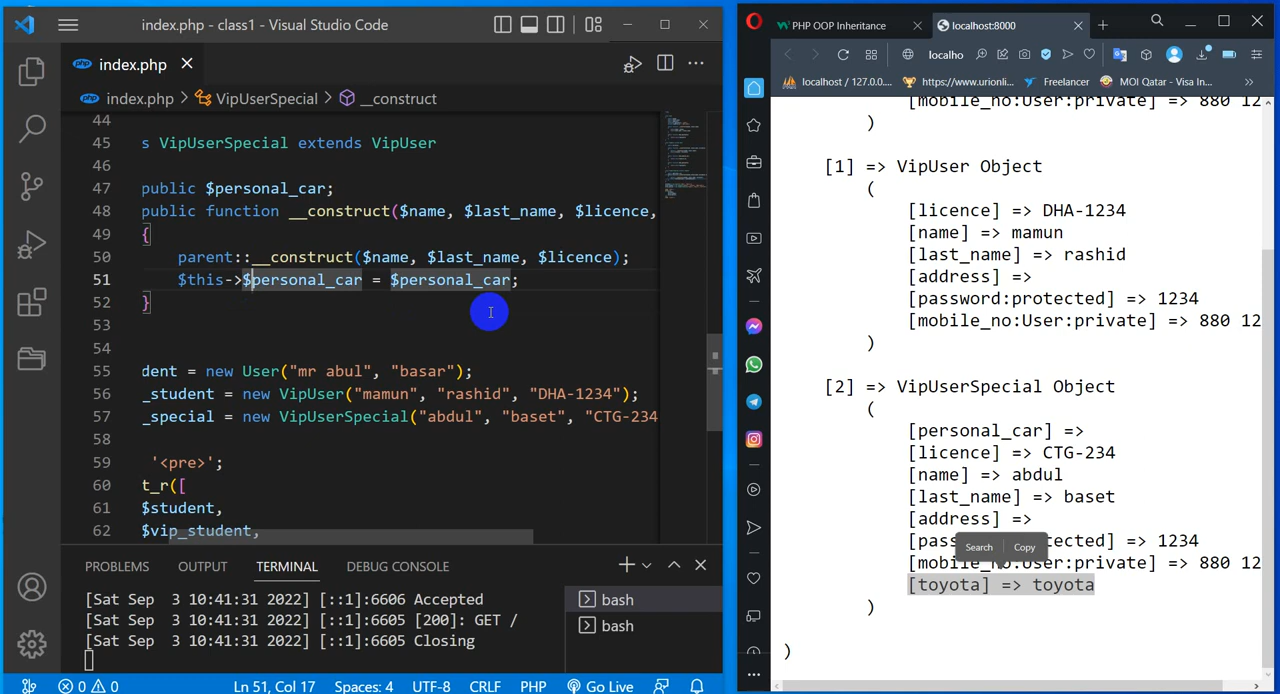 index.php - class1 - Visual Studio Code
index.php
index.php > VipUserSpecial > __construct
44
45 s VipUserSpecial extends VipUser
46
47 public $personal_car;
48 public function __construct($name, $last_name, $licence,
49 {
50 parent::__construct($name, $last_name, $licence);
51 $this->$personal_car = $personal_car;
52 }
53
54
55 dent = new User("mr abul", "basar");
56 _student = new VipUser("mamun", "rashid", "DHA-1234");
57 _special = new VipUserSpecial("abdul", "baset", "CTG-234
58
59 '<pre>';
60 t_r([
61 $student,
62 $vip_student,
PROBLEMS OUTPUT TERMINAL DEBUG CONSOLE
[Sat Sep 3 10:41:31 2022] [::1]:6606 Accepted
[Sat Sep 3 10:41:31 2022] [::1]:6605 [200]: GET /
[Sat Sep 3 10:41:31 2022] [::1]:6605 Closing
bash
bash
0 0 Ln 51, Col 17 Spaces: 4 UTF-8 CRLF PHP Go Live
PHP OOP Inheritance
localhost:8000
localho
localhost / 127.0.0.... https://www.urionli... Freelancer MOI Qatar - Visa In... »
[mobile_no:User:private] => 880 12
)
[1] => VipUser Object
(
[licence] => DHA-1234
[name] => mamun
[last_name] => rashid
[address] =>
[password:protected] => 1234
[mobile_no:User:private] => 880 12
)
[2] => VipUserSpecial Object
(
[personal_car] =>
[licence] => CTG-234
[name] => abdul
[last_name] => baset
[address] =>
[pas ected] => 1234
Search Copy
[mobile_no:User:private] => 880 12
[toyota] => toyota
)
)